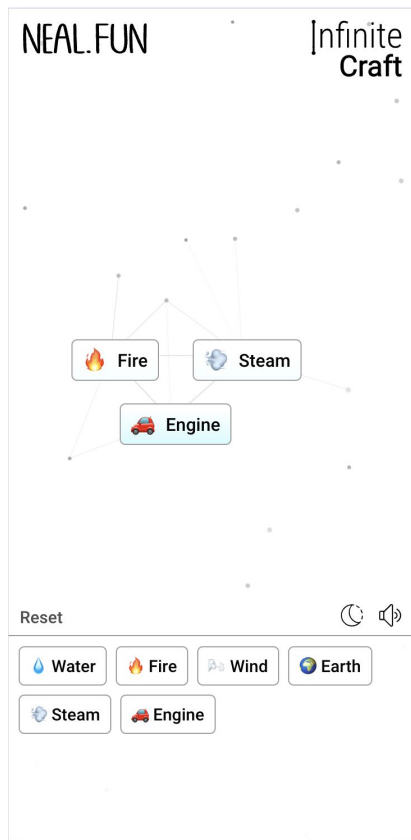 NEAL.FUN
Infinite
Craft
Fire
Steam
Engine
Reset
Water
Fire
Wind
Earth
Steam
Engine